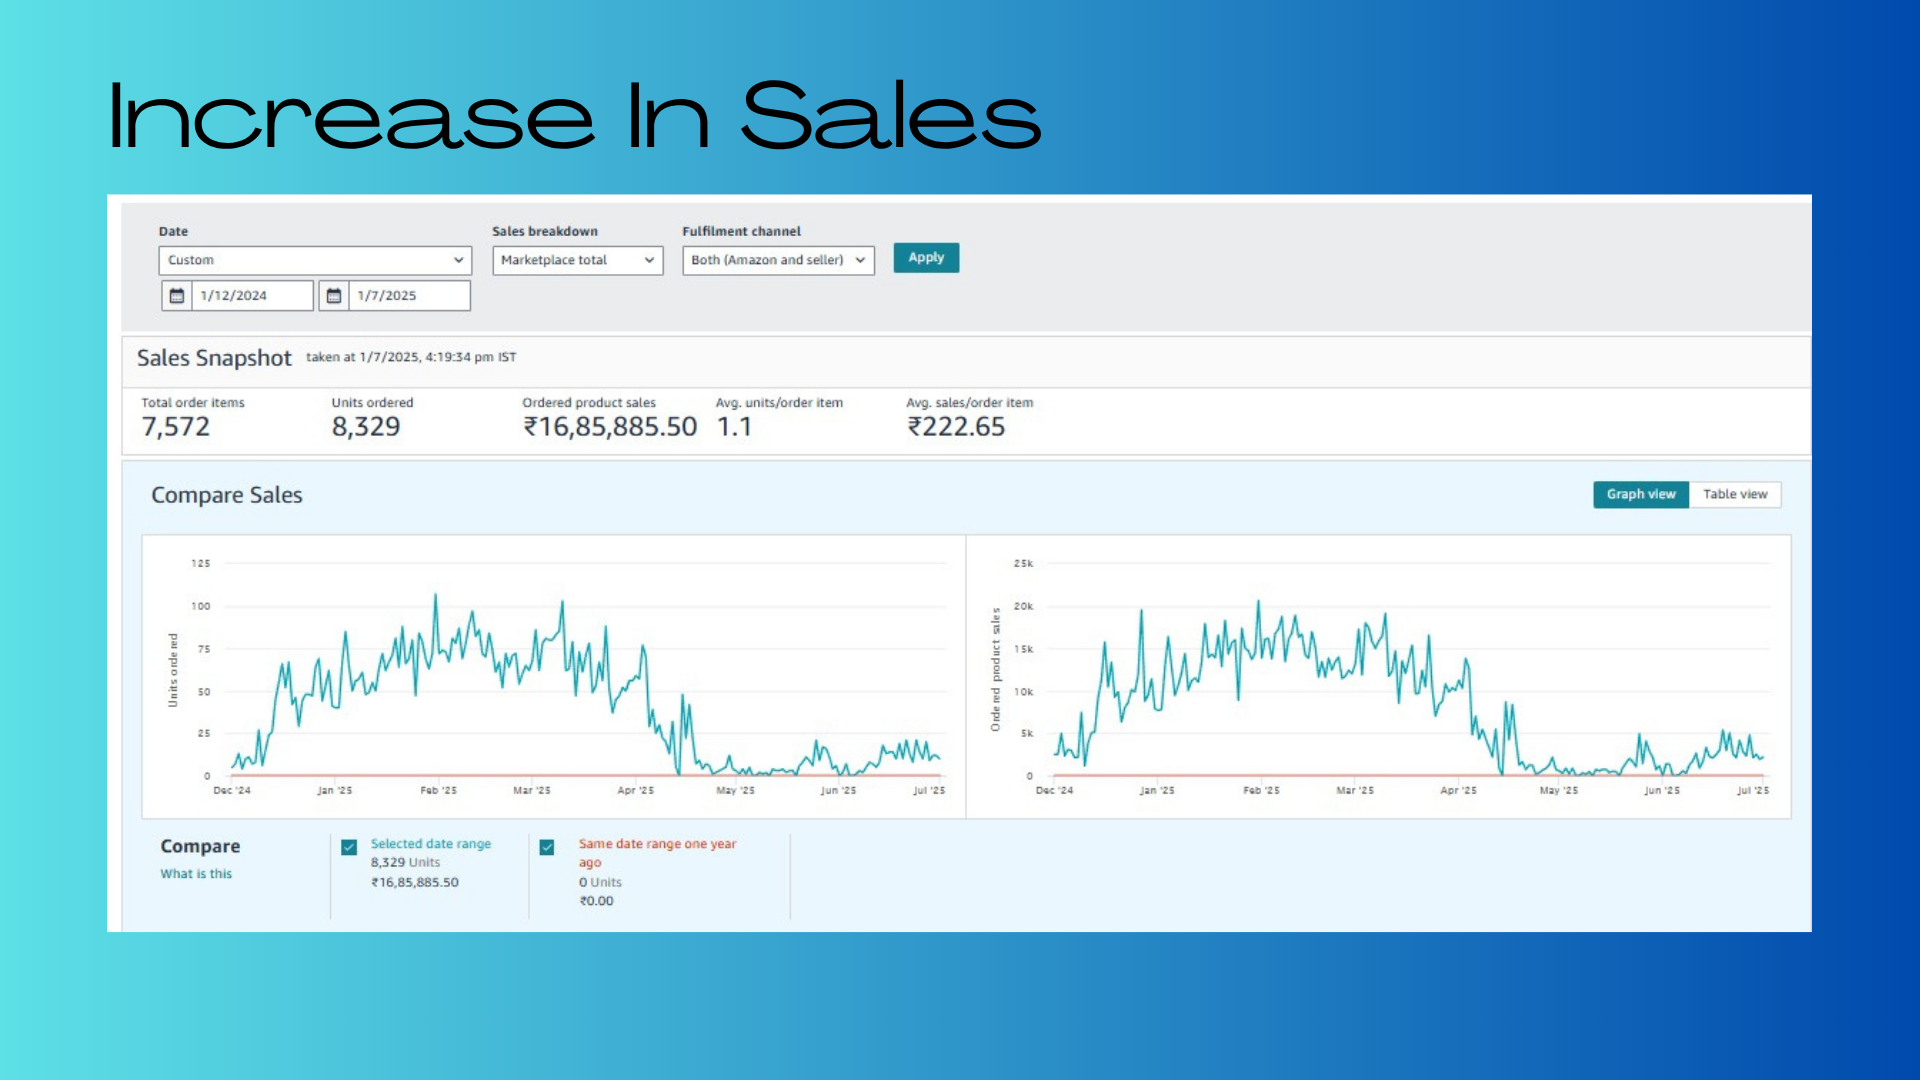 Increase In Sales
Date
Sales breakdown
Fulfilment channel
Custom
Marketplace total
Both (Amazon and seller)
Apply
1/12/2024
1/7/2025
Sales Snapshot taken at 1/7/2025, 4:19:34 pm IST
Total order items
Units ordered
Ordered product sales
Avg. units/order item
Avg. sales/order item
7,572
8,329
₹16,85,885.50
1.1
₹222.65
Compare Sales
Graph view
Table view
Units ordered
125
100
75
50
25
0
Dec '24
Jan '25
Feb '25
Mar '25
Apr '25
May '25
Jun '25
Jul '25
Ordered product sales
25k
20k
15k
10k
5k
0
Dec '24
Jan '25
Feb '25
Mar '25
Apr '25
May '25
Jun '25
Jul '25
Compare
What is this
Selected date range
8,329 Units
₹16,85,885.50
Same date range one year
ago
0 Units
₹0.00